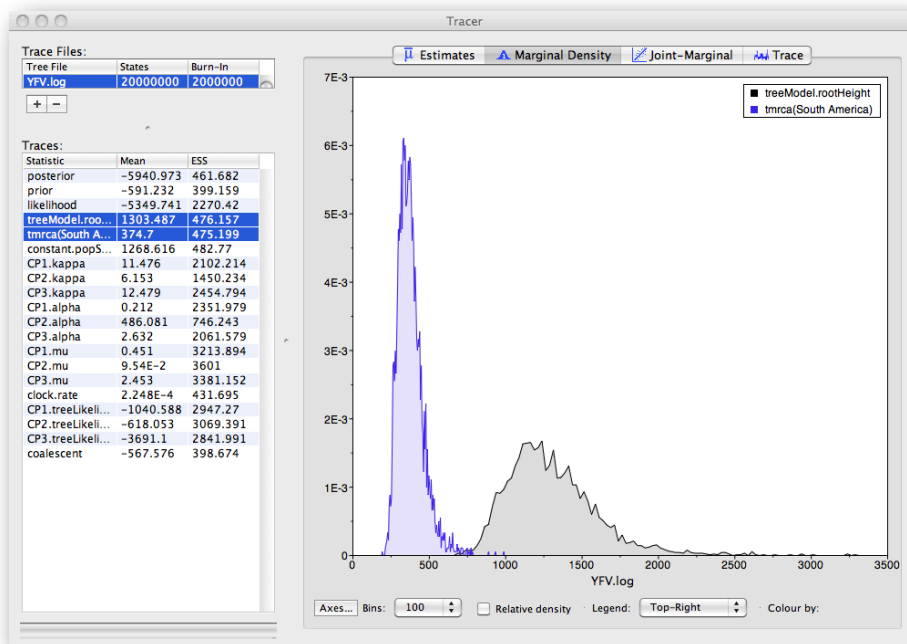 Tracer
Trace Files:
Tree File States Burn-In
YFV.log 20000000 2000000
+ −
Traces:
Statistic Mean ESS
posterior -5940.973 461.682
prior -591.232 399.159
likelihood -5349.741 2270.42
treeModel.roo... 1303.487 476.157
tmrca(South A... 374.7 475.199
constant.popS... 1268.616 482.77
CP1.kappa 11.476 2102.214
CP2.kappa 6.153 1450.234
CP3.kappa 12.479 2454.794
CP1.alpha 0.212 2351.979
CP2.alpha 486.081 746.243
CP3.alpha 2.632 2061.579
CP1.mu 0.451 3213.894
CP2.mu 9.54E-2 3601
CP3.mu 2.453 3381.152
clock.rate 2.248E-4 431.695
CP1.treeLikeli... -1040.588 2947.27
CP2.treeLikeli... -618.053 3069.391
CP3.treeLikeli... -3691.1 2841.991
coalescent -567.576 398.674
Estimates Marginal Density Joint-Marginal Trace
treeModel.rootHeight
tmrca(South America)
7E-3
6E-3
5E-3
4E-3
3E-3
2E-3
1E-3
0
0 500 1000 1500 2000 2500 3000 3500
YFV.log
Axes... Bins: 100 Relative density Legend: Top-Right Colour by: